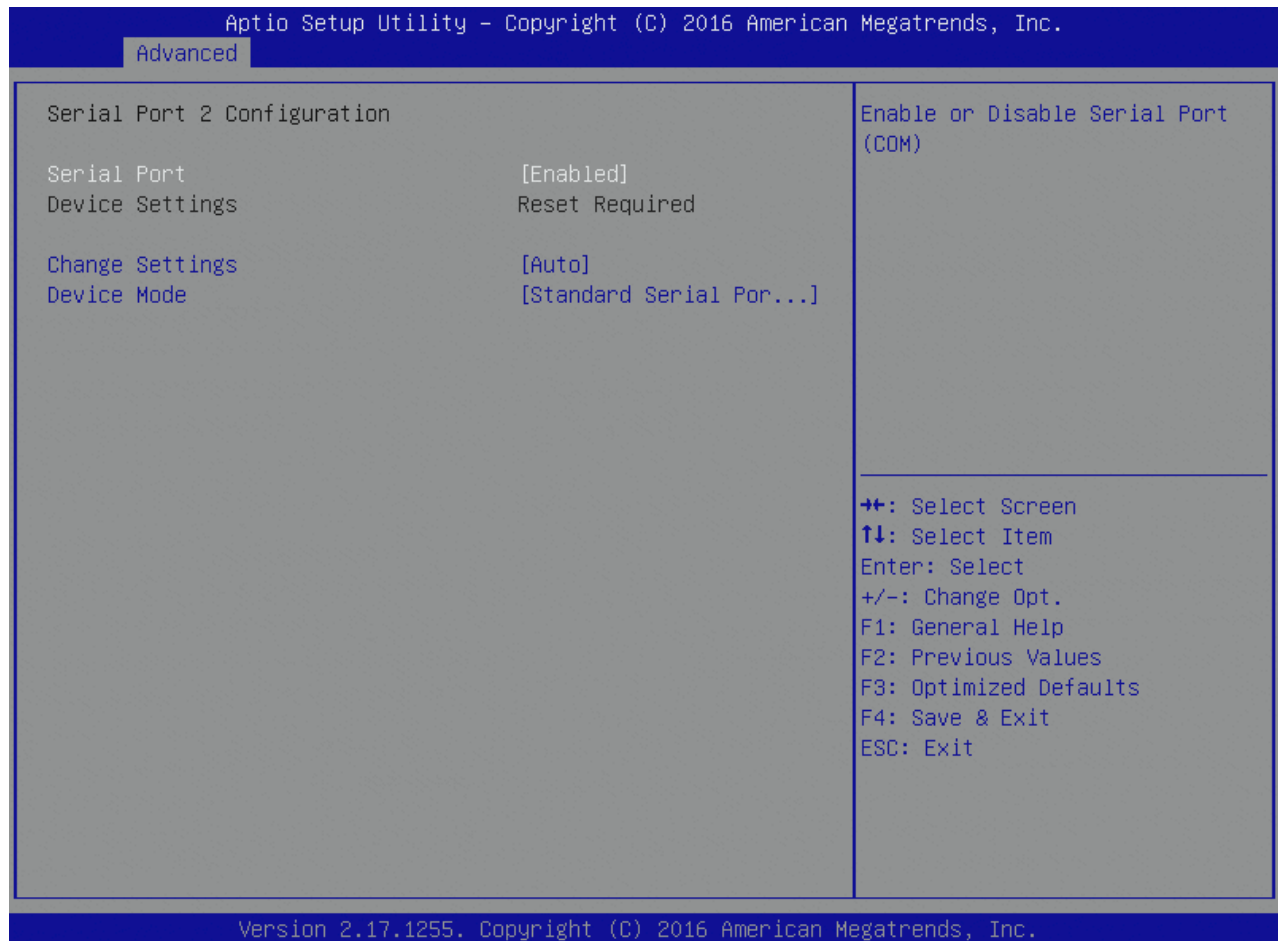 Aptio Setup Utility – Copyright (C) 2016 American Megatrends, Inc.
Advanced
Serial Port 2 Configuration
Serial Port [Enabled]
Device Settings Reset Required
Change Settings [Auto]
Device Mode [Standard Serial Por...]
Enable or Disable Serial Port
(COM)
→←: Select Screen
↑↓: Select Item
Enter: Select
+/-: Change Opt.
F1: General Help
F2: Previous Values
F3: Optimized Defaults
F4: Save & Exit
ESC: Exit
Version 2.17.1255. Copyright (C) 2016 American Megatrends, Inc.